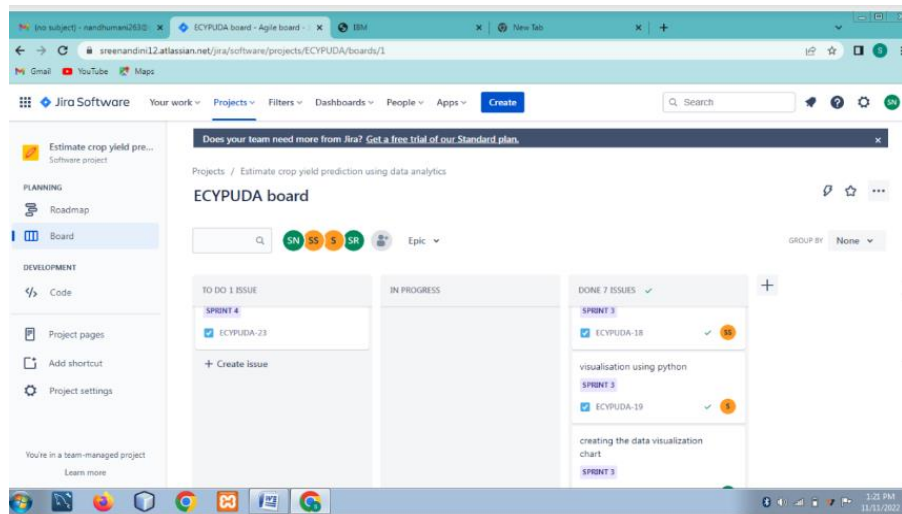 (no subject) - nandhumani263@
ECYPUDA board - Agile board - J
IBM
New Tab
sreenandini12.atlassian.net/jira/software/projects/ECYPUDA/boards/1
Gmail YouTube Maps
Jira Software Your work Projects Filters Dashboards People Apps Create Search SN
Does your team need more from Jira? Get a free trial of our Standard plan.
Estimate crop yield pre...
Software project
PLANNING
Roadmap
Board
DEVELOPMENT
Code
Project pages
Add shortcut
Project settings
You're in a team-managed project
Learn more
Projects / Estimate crop yield prediction using data analytics
ECYPUDA board
SN SS S SR Epic
GROUP BY None
TO DO 1 ISSUE
SPRINT 4
ECYPUDA-23
+ Create issue
IN PROGRESS
DONE 7 ISSUES
SPRINT 3
ECYPUDA-18 SS
visualisation using python
SPRINT 3
ECYPUDA-19 S
creating the data visualization
chart
SPRINT 3
1:21 PM
11/11/2022